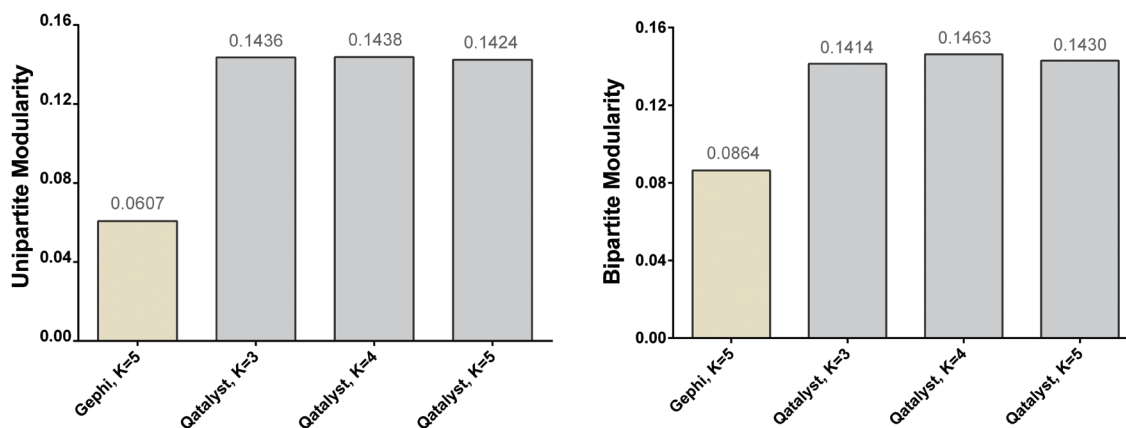 Unipartite Modularity
0.16
0.12
0.08
0.04
0.00
0.0607
0.1436
0.1438
0.1424
Gephi, K=5
Qatalyst, K=3
Qatalyst, K=4
Qatalyst, K=5
Bipartite Modularity
0.16
0.12
0.08
0.04
0.00
0.0864
0.1414
0.1463
0.1430
Gephi, K=5
Qatalyst, K=3
Qatalyst, K=4
Qatalyst, K=5